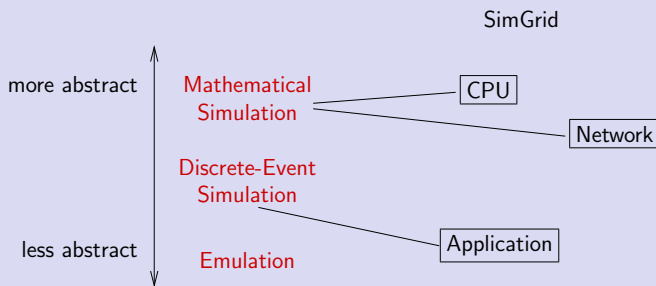 SimGrid
more abstract
Mathematical
Simulation
CPU
Network
Discrete-Event
Simulation
less abstract
Application
Emulation